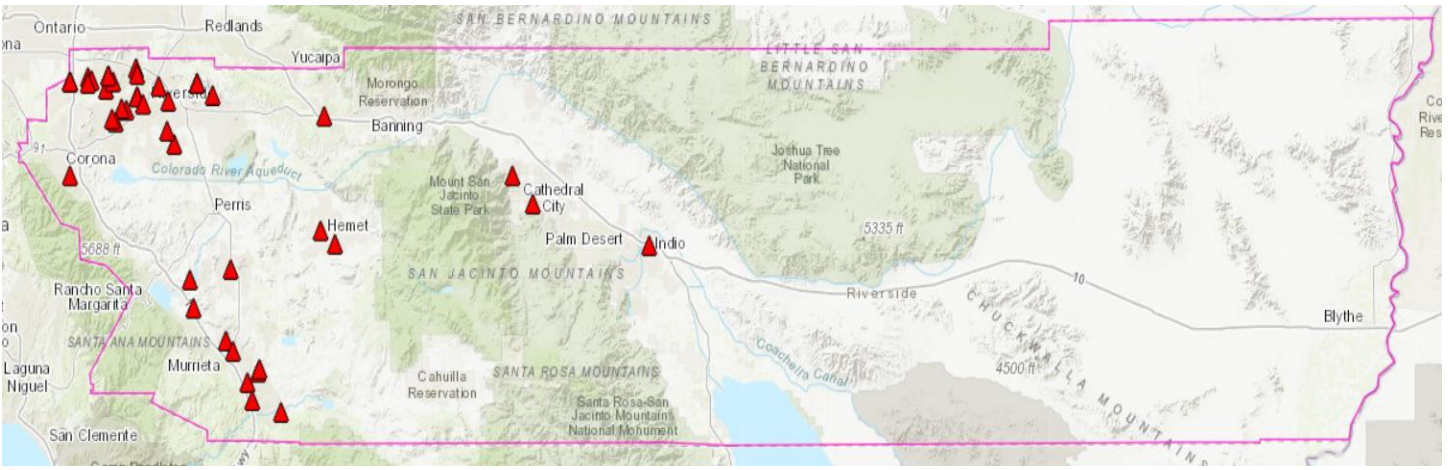 SAN BERNARDINO MOUNTAINS
Ontario
Redlands
Yucaipa
LITTLE SAN
BERNARDINO
MOUNTAINS
Morongo
Reservation
Banning
91
Corona
Colorado River Aqueduct
Joshua Tree
National
Park
Mount San
Jacinto
State Park
Cathedral
City
Perris
Hemet
5688 ft
Palm Desert
Indio
5335 ft
SAN JACINTO MOUNTAINS
10
Rancho Santa
Margarita
Riverside
CHUCKWALLA MOUNTAINS
Blythe
SANTA ANA MOUNTAINS
Murrieta
Laguna
Niguel
Coachella Canal
4500 ft
Cahuilla
Reservation
SANTA ROSA MOUNTAINS
Santa Rosa-San
Jacinto Mountains
National Monument
San Clemente